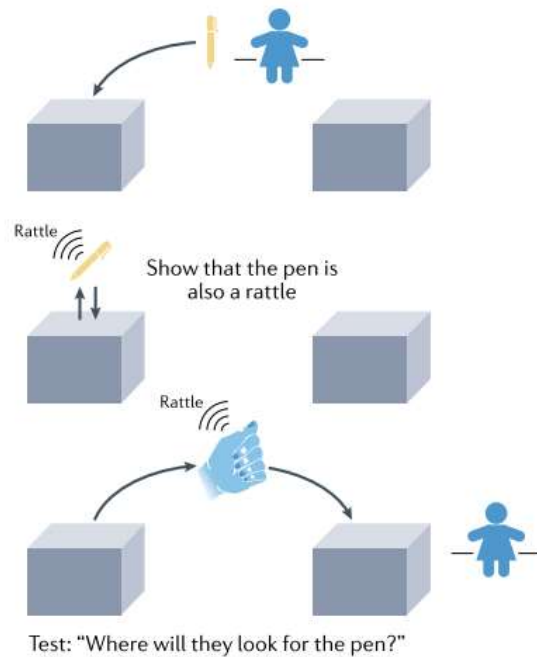 Rattle
Show that the pen is
also a rattle
Rattle
Test: “Where will they look for the pen?”